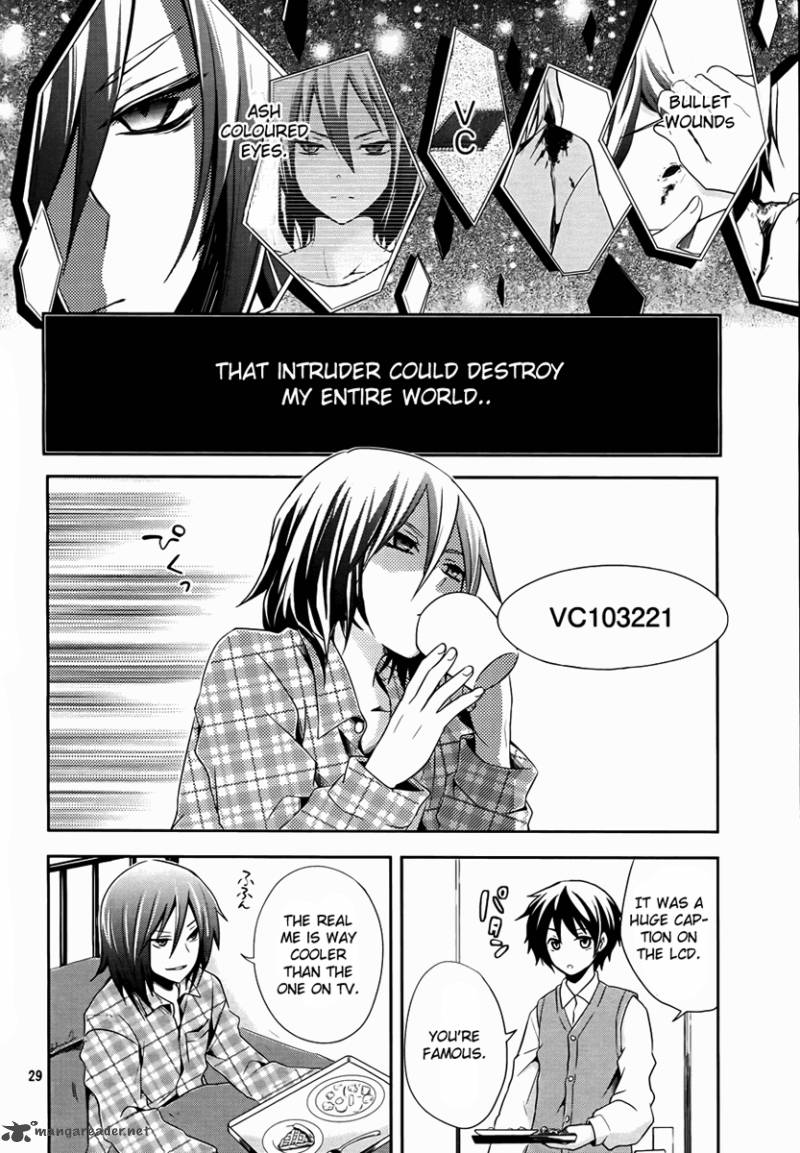 BULLET
WOUNDS
V
C
ASH
COLOURED
EYES.
THAT INTRUDER COULD DESTROY
MY ENTIRE WORLD..
ぴくっ
VC103221
IT WAS A
HUGE CAP-
TION ON
THE LCD.
パタン
YOU'RE
FAMOUS.
THE REAL
ME IS WAY
COOLER
THAN THE
ONE ON TV.
ふふん
29
mangareader.net